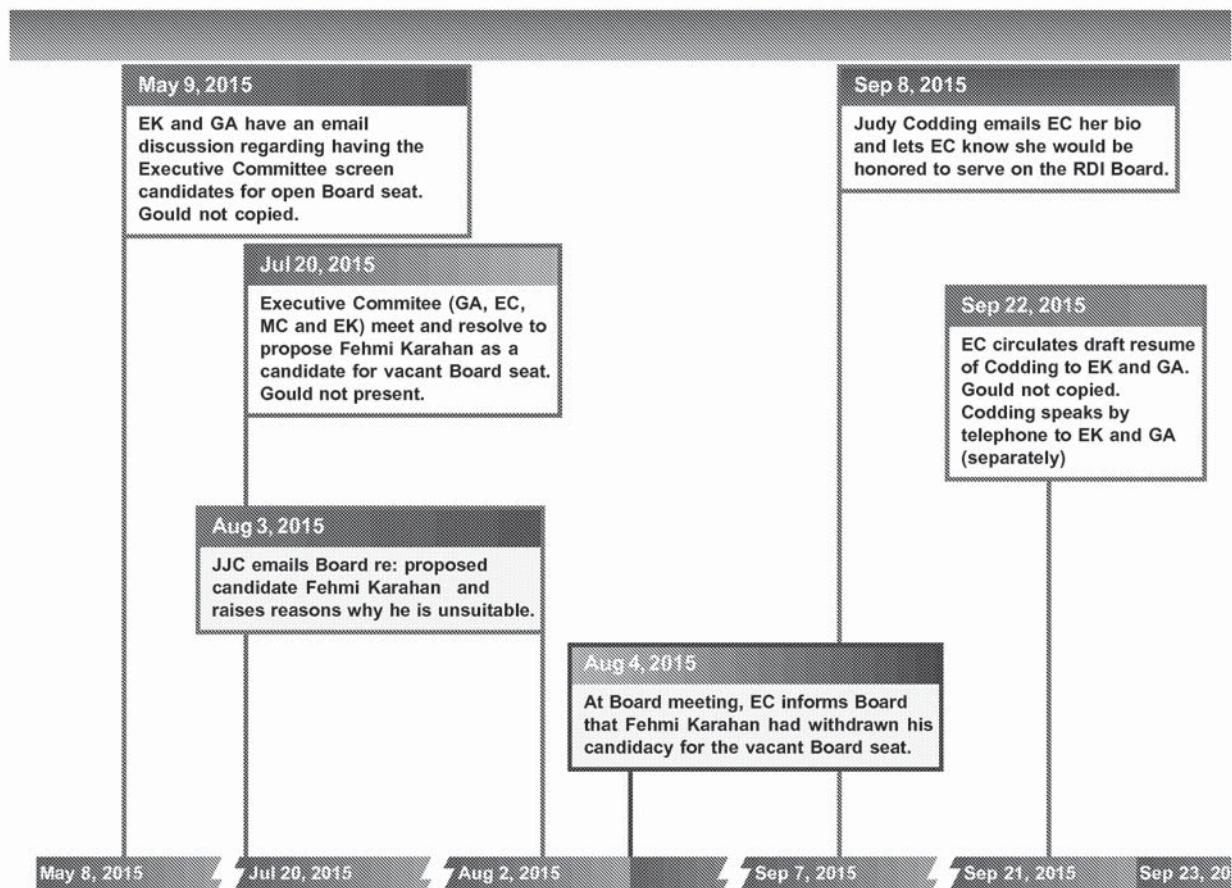 May 9, 2015
EK and GA have an email
discussion regarding having the
Executive Committee screen
candidates for open Board seat.
Gould not copied.
Jul 20, 2015
Executive Commitee (GA, EC,
MC and EK) meet and resolve to
propose Fehmi Karahan as a
candidate for vacant Board seat.
Gould not present.
Aug 3, 2015
JJC emails Board re: proposed
candidate Fehmi Karahan and
raises reasons why he is unsuitable.
Aug 4, 2015
At Board meeting, EC informs Board
that Fehmi Karahan had withdrawn his
candidacy for the vacant Board seat.
Sep 8, 2015
Judy Codding emails EC her bio
and lets EC know she would be
honored to serve on the RDI Board.
Sep 22, 2015
EC circulates draft resume
of Codding to EK and GA.
Gould not copied.
Codding speaks by
telephone to EK and GA
(separately)
May 8, 2015
Jul 20, 2015
Aug 2, 2015
Sep 7, 2015
Sep 21, 2015
Sep 23, 20